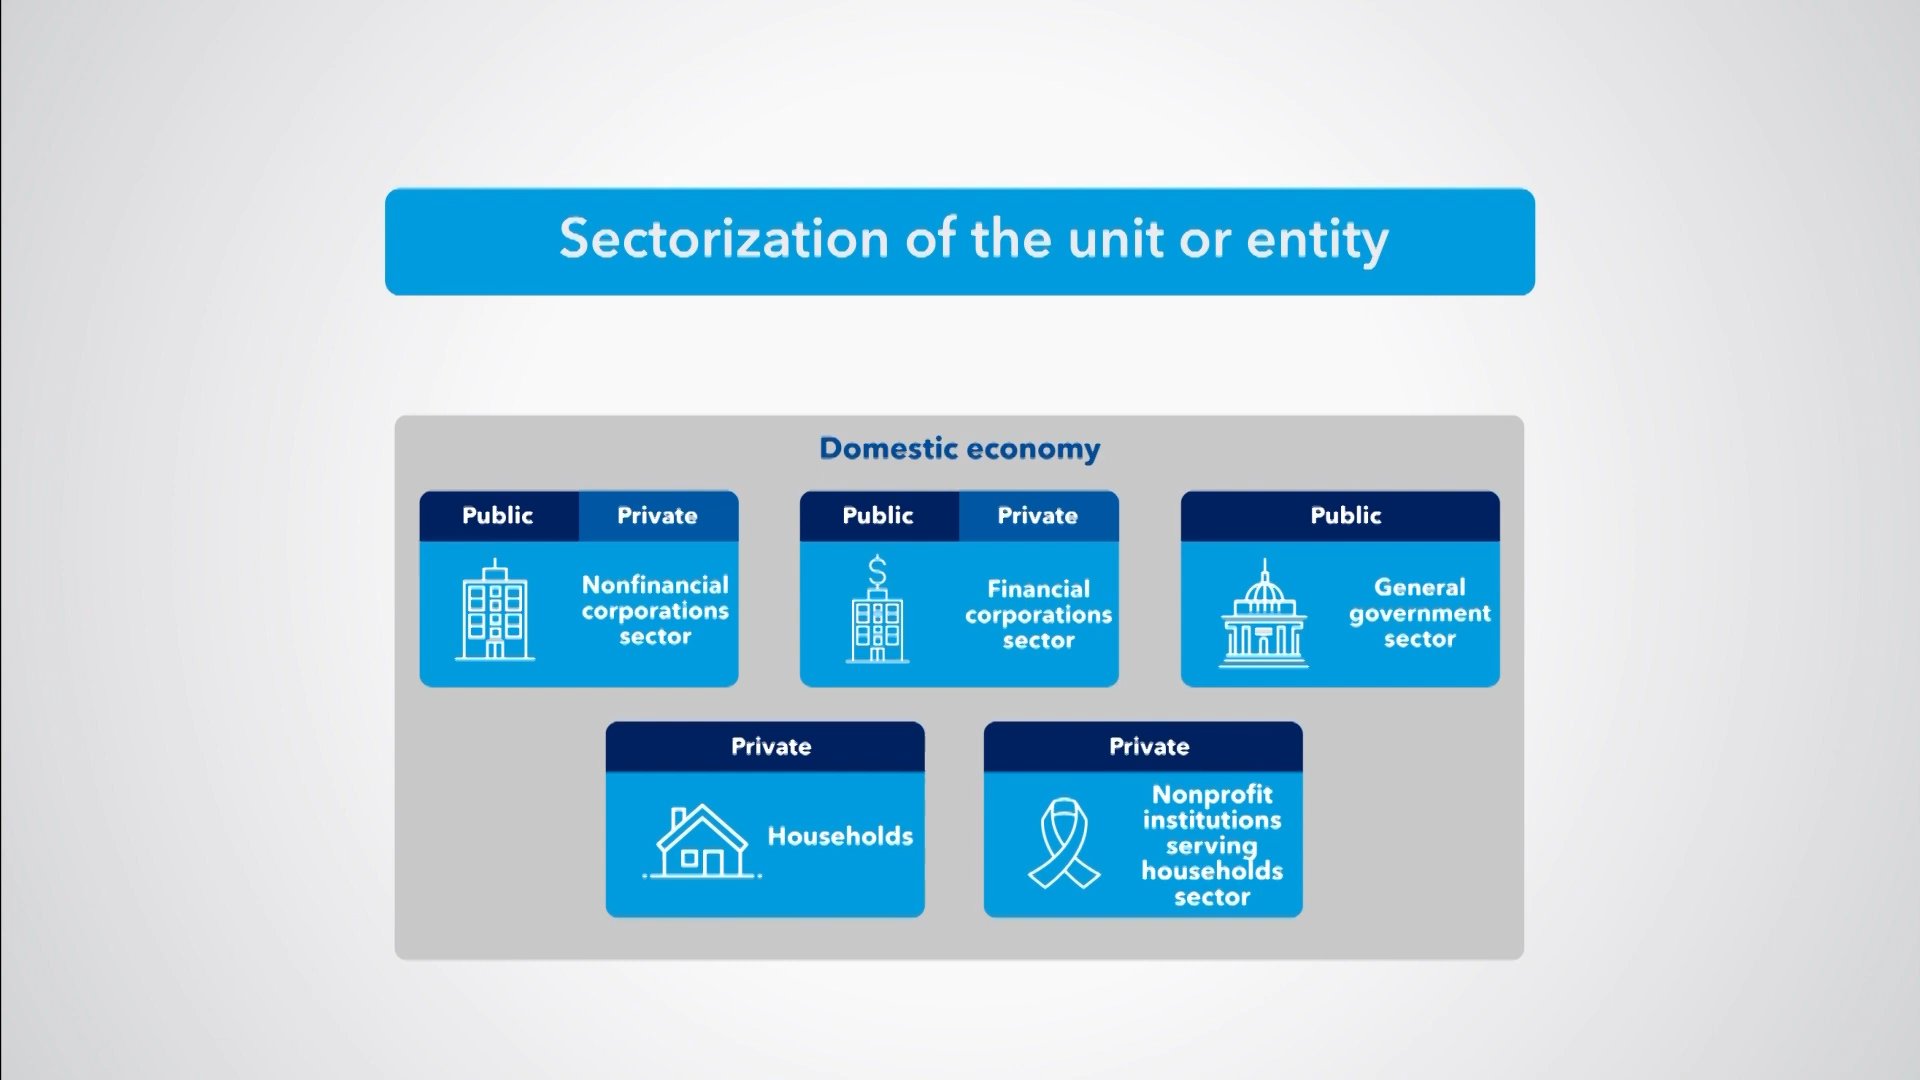 Sectorization of the unit or entity
Domestic economy
Public
Private
Nonfinancial
corporations
sector
Public
Private
$
Financial
corporations
sector
Public
General
government
sector
Private
Households
Private
Nonprofit
institutions
serving
households
sector